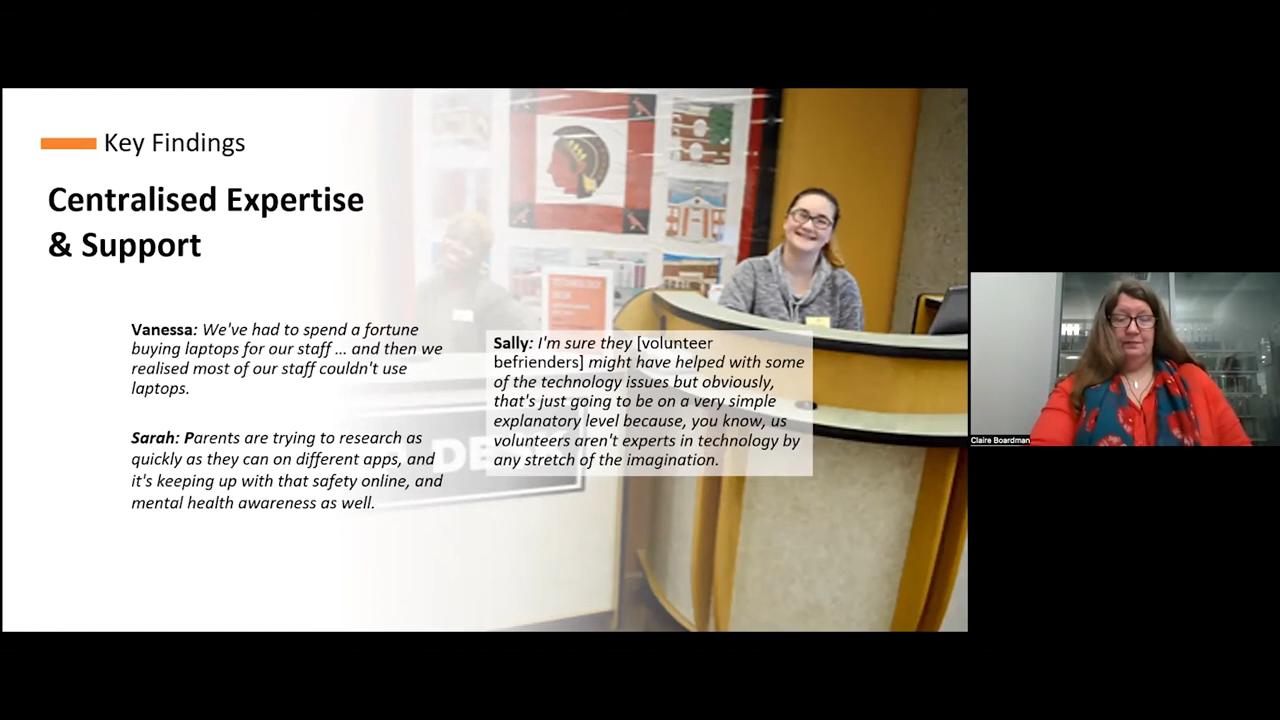 Key Findings
Centralised Expertise
& Support
Vanessa: We've had to spend a fortune
buying laptops for our staff ... and then we
realised most of our staff couldn't use
laptops.
Sarah: Parents are trying to research as
quickly as they can on different apps, and
it's keeping up with that safety online, and
mental health awareness as well.
Sally: I'm sure they [volunteer
befrienders] might have helped with some
of the technology issues but obviously,
that's just going to be on a very simple
explanatory level because, you know, us
volunteers aren't experts in technology by
any stretch of the imagination.
Claire Boardman